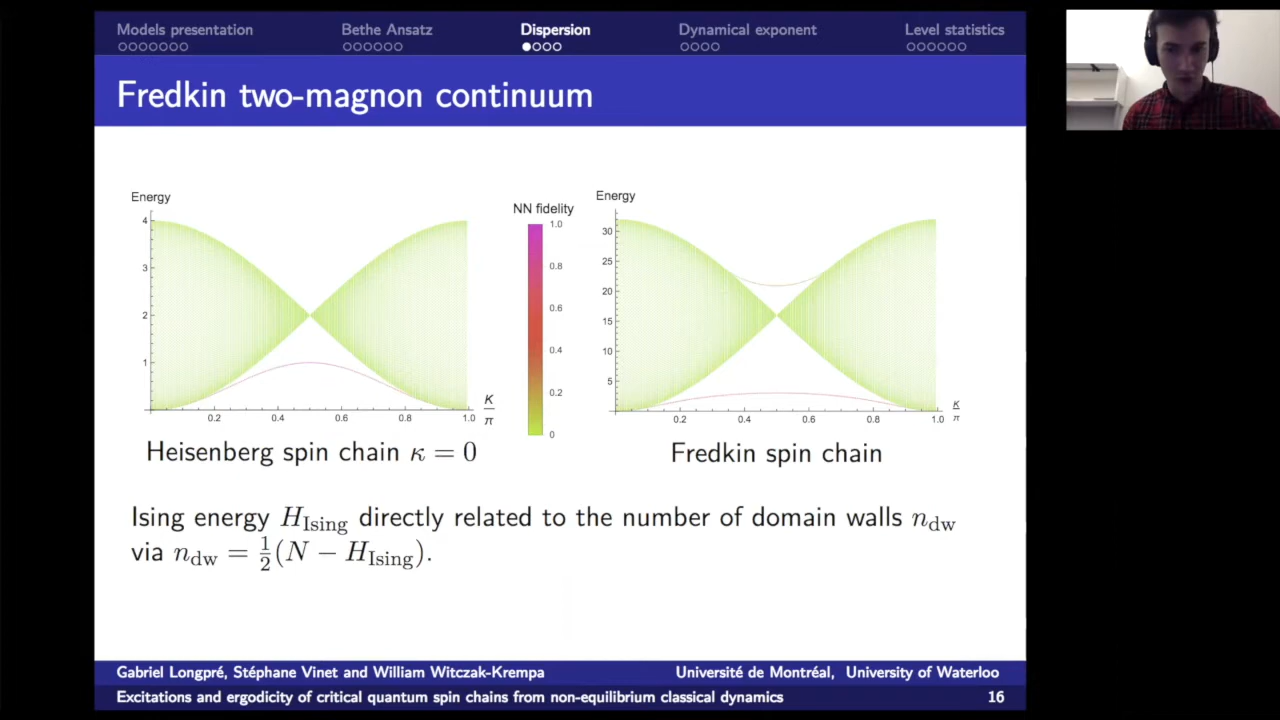 Models presentation Bethe Ansatz Dispersion Dynamical exponent Level statistics
Fredkin two-magnon continuum
Energy
4
3
2
1
0.2 0.4 0.6 0.8 1.0
K/π
NN fidelity
1.0
0.8
0.6
0.4
0.2
0
Energy
30
25
20
15
10
5
0.2 0.4 0.6 0.8 1.0
K/π
Heisenberg spin chain κ = 0
Fredkin spin chain
Ising energy H_Ising directly related to the number of domain walls n_dw
via n_dw = 1/2(N − H_Ising).
Gabriel Longpré, Stéphane Vinet and William Witczak-Krempa Université de Montréal, University of Waterloo
Excitations and ergodicity of critical quantum spin chains from non-equilibrium classical dynamics 16